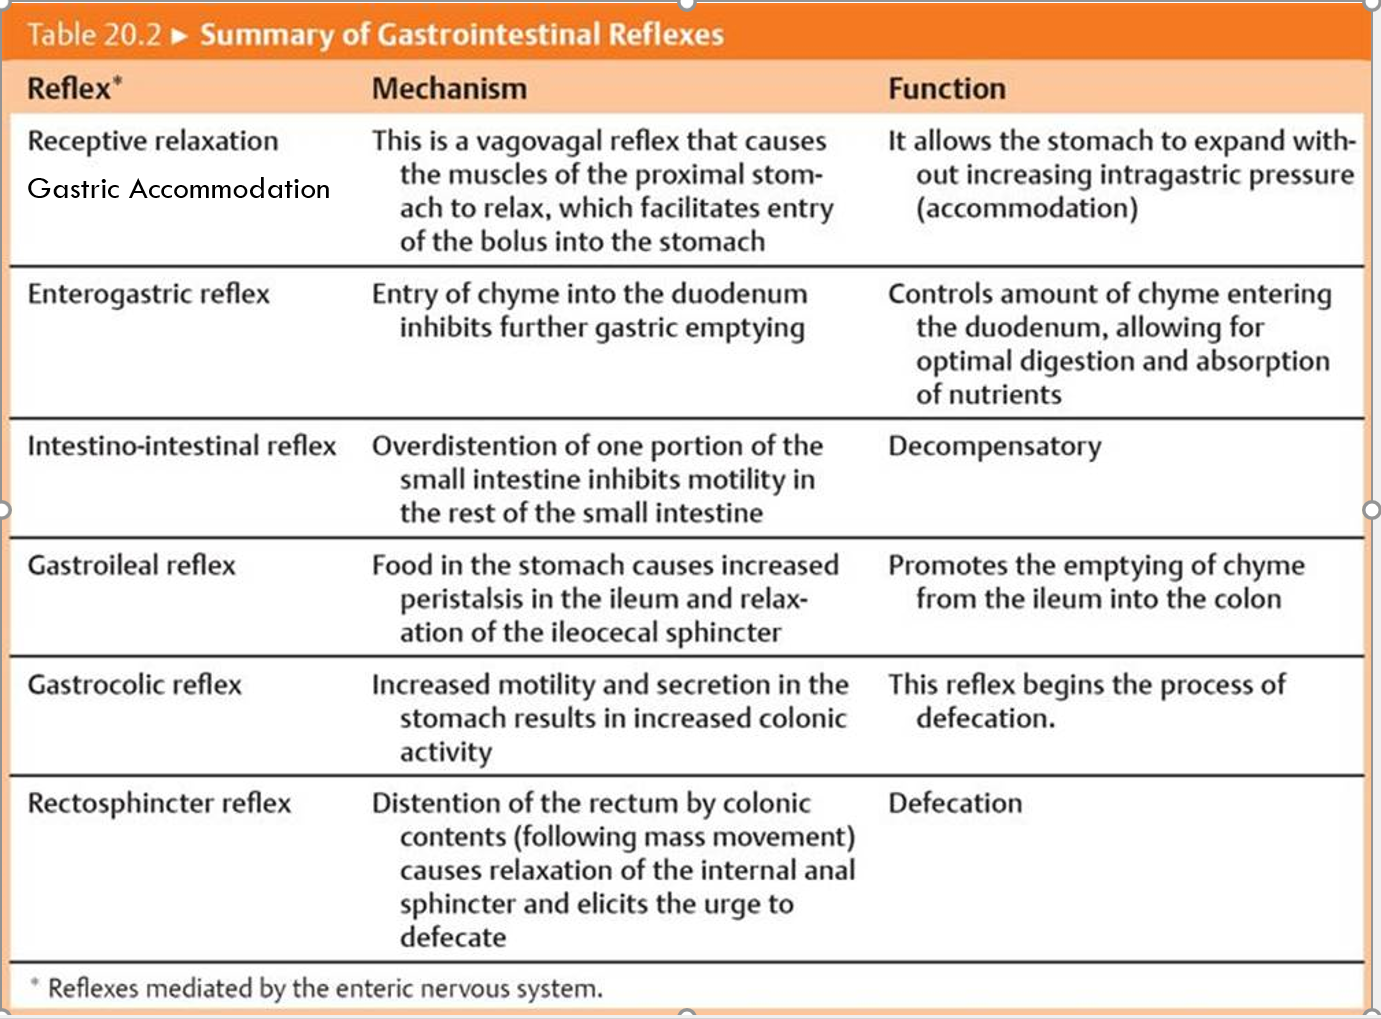 Table 20.2 ▶ Summary of Gastrointestinal Reflexes
Reflex* Mechanism Function
Receptive relaxation
Gastric Accommodation
This is a vagovagal reflex that causes
the muscles of the proximal stom-
ach to relax, which facilitates entry
of the bolus into the stomach
It allows the stomach to expand with-
out increasing intragastric pressure
(accommodation)
Enterogastric reflex
Entry of chyme into the duodenum
inhibits further gastric emptying
Controls amount of chyme entering
the duodenum, allowing for
optimal digestion and absorption
of nutrients
Intestino-intestinal reflex
Overdistention of one portion of the
small intestine inhibits motility in
the rest of the small intestine
Decompensatory
Gastroileal reflex
Food in the stomach causes increased
peristalsis in the ileum and relax-
ation of the ileocecal sphincter
Promotes the emptying of chyme
from the ileum into the colon
Gastrocolic reflex
Increased motility and secretion in the
stomach results in increased colonic
activity
This reflex begins the process of
defecation.
Rectosphincter reflex
Distention of the rectum by colonic
contents (following mass movement)
causes relaxation of the internal anal
sphincter and elicits the urge to
defecate
Defecation
* Reflexes mediated by the enteric nervous system.